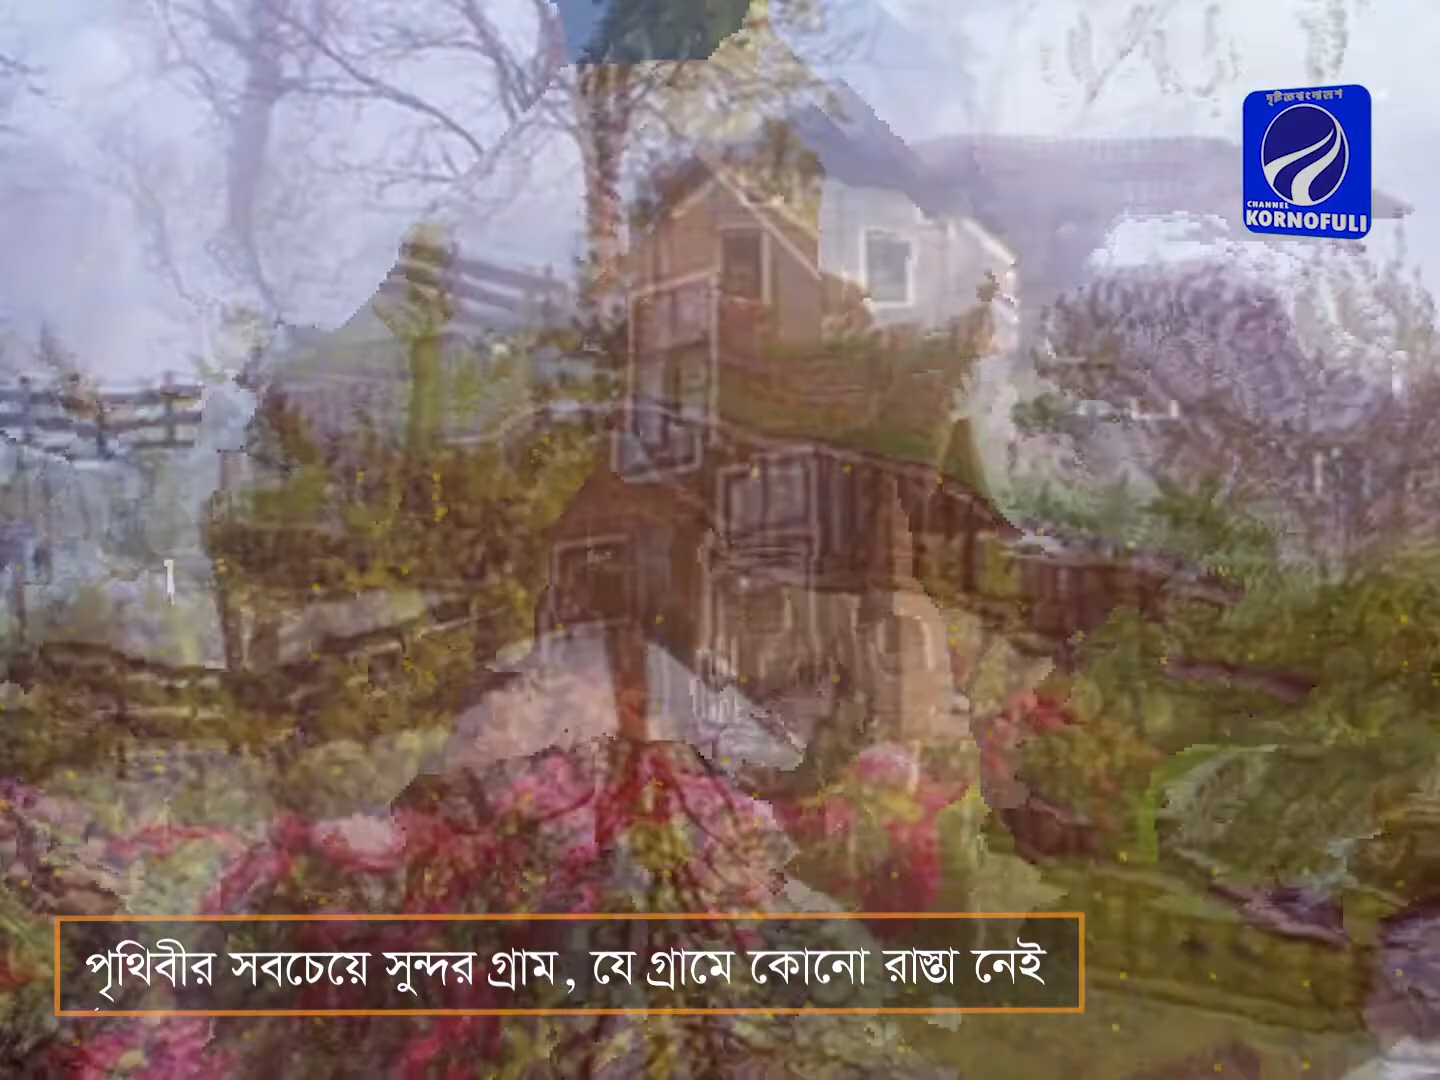 সৃষ্টিতে বাংলাদেশ
CHANNEL
KORNOFULI
পৃথিবীর সবচেয়ে সুন্দর গ্রাম, যে গ্রামে কোনো রাস্তা নেই